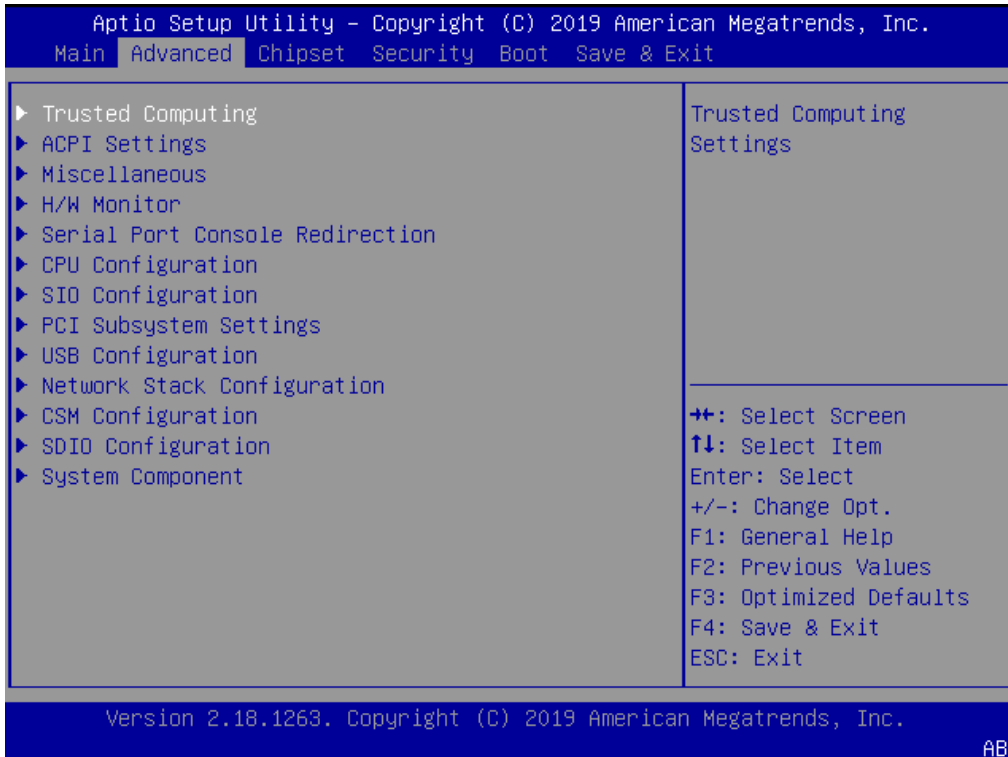 Aptio Setup Utility – Copyright (C) 2019 American Megatrends, Inc.
Main Advanced Chipset Security Boot Save & Exit
▶ Trusted Computing
▶ ACPI Settings
▶ Miscellaneous
▶ H/W Monitor
▶ Serial Port Console Redirection
▶ CPU Configuration
▶ SIO Configuration
▶ PCI Subsystem Settings
▶ USB Configuration
▶ Network Stack Configuration
▶ CSM Configuration
▶ SDIO Configuration
▶ System Component
Trusted Computing
Settings
→←: Select Screen
↑↓: Select Item
Enter: Select
+/-: Change Opt.
F1: General Help
F2: Previous Values
F3: Optimized Defaults
F4: Save & Exit
ESC: Exit
Version 2.18.1263. Copyright (C) 2019 American Megatrends, Inc.
AB